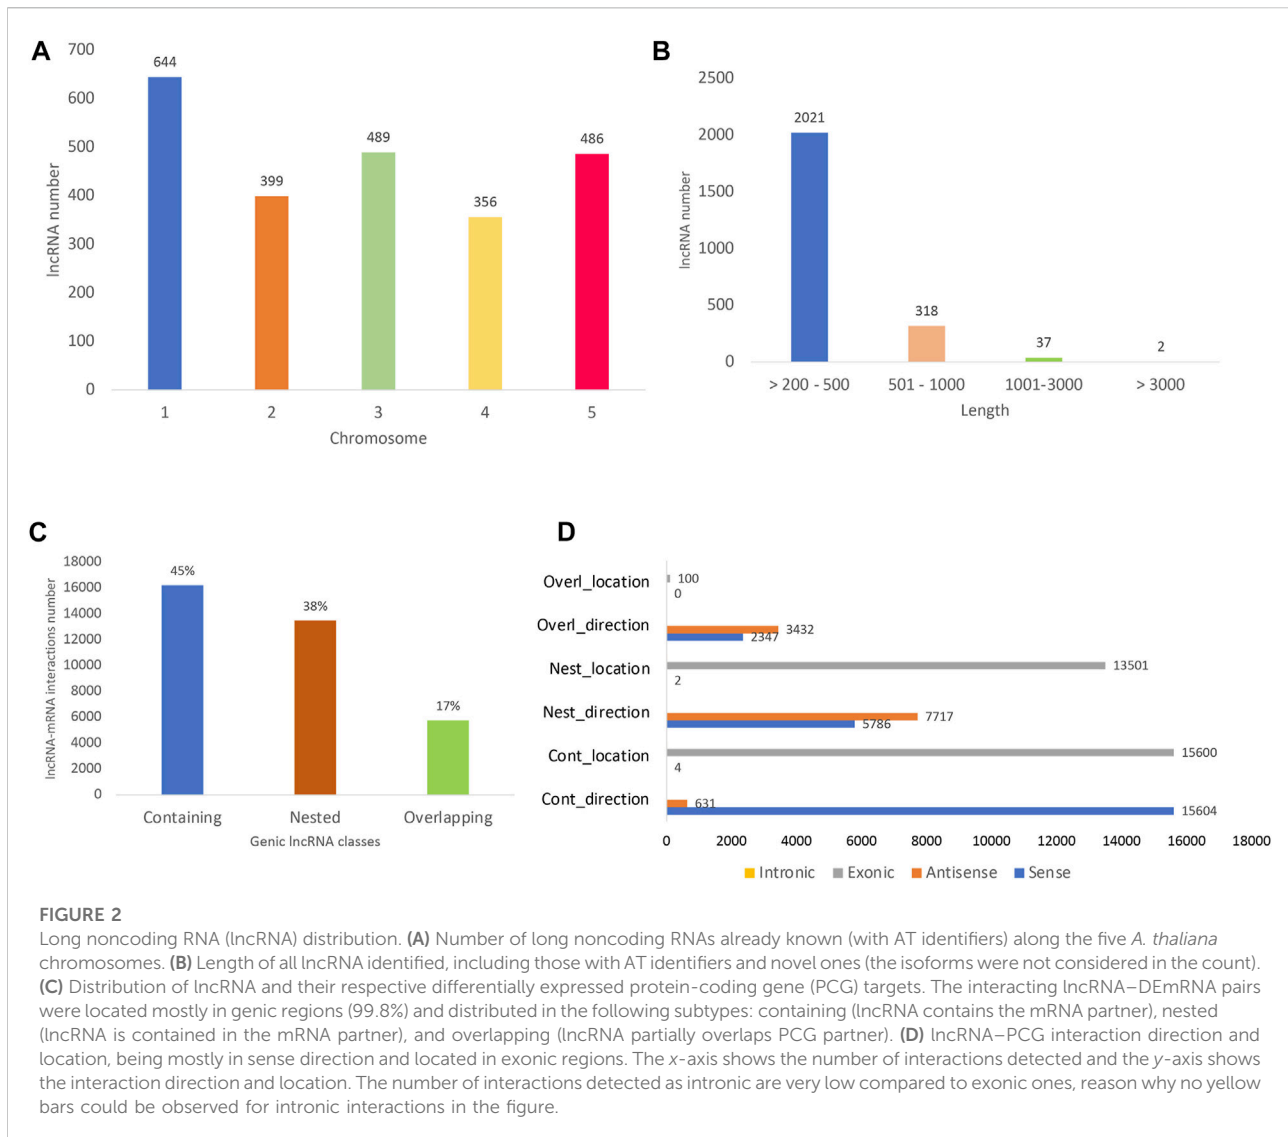 A
700
600
500
400
300
200
100
0
lncRNA number
644
399
489
356
486
1 2 3 4 5
Chromosome
B
2500
2000
1500
1000
500
0
lncRNA number
2021
318
37
2
> 200 - 500 501 - 1000 1001-3000 > 3000
Length
C
18000
16000
14000
12000
10000
8000
6000
4000
2000
0
lncRNA-mRNA interactions number
45%
38%
17%
Containing Nested Overlapping
Genic lncRNA classes
D
Overl_location
100
0
Overl_direction
3432
2347
Nest_location
13501
2
Nest_direction
7717
5786
Cont_location
15600
4
Cont_direction
631
15604
0 2000 4000 6000 8000 10000 12000 14000 16000 18000
Intronic Exonic Antisense Sense
FIGURE 2
Long noncoding RNA (lncRNA) distribution. (A) Number of long noncoding RNAs already known (with AT identifiers) along the five A. thaliana
chromosomes. (B) Length of all lncRNA identified, including those with AT identifiers and novel ones (the isoforms were not considered in the count).
(C) Distribution of lncRNA and their respective differentially expressed protein-coding gene (PCG) targets. The interacting lncRNA–DEmRNA pairs
were located mostly in genic regions (99.8%) and distributed in the following subtypes: containing (lncRNA contains the mRNA partner), nested
(lncRNA is contained in the mRNA partner), and overlapping (lncRNA partially overlaps PCG partner). (D) lncRNA–PCG interaction direction and
location, being mostly in sense direction and located in exonic regions. The x-axis shows the number of interactions detected and the y-axis shows
the interaction direction and location. The number of interactions detected as intronic are very low compared to exonic ones, reason why no yellow
bars could be observed for intronic interactions in the figure.